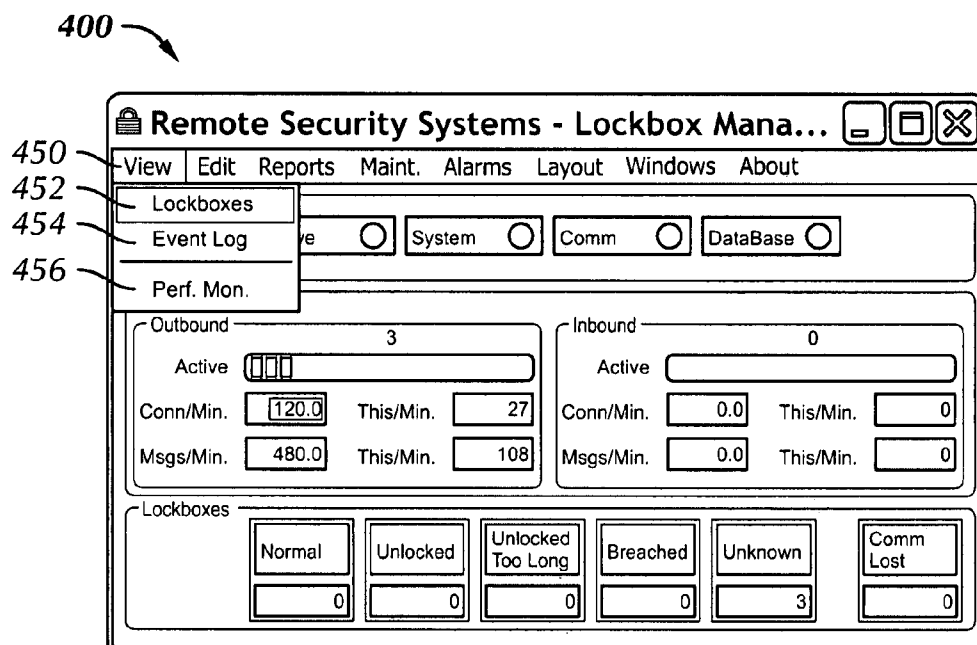 400
Remote Security Systems - Lockbox Mana...
450
View Edit Reports Maint. Alarms Layout Windows About
452
Lockboxes
454
Event Log
System Comm DataBase
456
Perf. Mon.
Outbound
3
Inbound
0
Active
Active
Conn/Min. 120.0 This/Min. 27
Conn/Min. 0.0 This/Min. 0
Msgs/Min. 480.0 This/Min. 108
Msgs/Min. 0.0 This/Min. 0
Lockboxes
Normal Unlocked Unlocked Too Long Breached Unknown Comm Lost
0 0 0 0 3 0